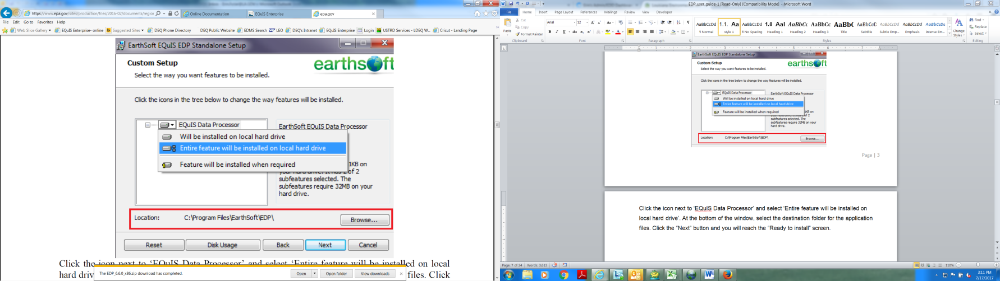 https://www.epa.gov/sites/production/files/2016-02/documents/region
Online Documentation
EQuIS Enterprise
epa.gov
File Edit Go to Favorites Help
Web Slice Gallery
EQuIS Enterprise- online
Suggested Sites
DEQ Phone Directory
DEQ Public Website
EDMS Search
LEO
DEQ's Intranet
EQuIS Enterprise
Login
USTRD Services - LDEQ W...
Cricut - Landing Page
EarthSoft EQuIS EDP Standalone Setup
Custom Setup
Select the way you want features to be installed.
earthsoft
Click the icons in the tree below to change the way features will be installed.
EQuIS Data Processor
EarthSoft EQuIS Data Processor
Will be installed on local hard drive
Entire feature will be installed on local hard drive
Feature will be installed when required
1KB on
your hard drive. It has 2 of 2
subfeatures selected. The
subfeatures require 32MB on your
hard drive.
Location:
C:\Program Files\EarthSoft\EDP\
Browse...
Reset
Disk Usage
Back
Next
Cancel
Click the icon next to 'EQuIS Data Processor' and select 'Entire feature will be installed on local
hard driv
files. Click
The EDP_6.6.0_x86.zip download has completed.
Open
Open folder
View downloads
EDP_user_guide-1 [Read-Only] [Compatibility Mode] - Microsoft Word
File Home Insert Page Layout References Mailings Review View Developer
Cut
Copy
Format Painter
Paste
Clipboard
Arial
12
Font
Paragraph
AaBbCcDd
¶ Normal
1.1. Aa
style 1
AaBbCcDd
¶ No Spacing
1.0 AaI
Heading 1
AaBbCc
Heading 2
AaBbCc
Heading 3
AaBb(
Title
AaBbCcC
Subtitle
AaBbCcDd
Subtle Emp...
AaBbCcDd
Emphasis
AaBbCcDc
Intense Em...
Change
Styles
Styles
Find
Replace
Select
Editing
EarthSoft EQuIS EDP Standalone Setup
Custom Setup
Select the way you want features to be installed.
earthsoft
Click the icons in the tree below to change the way features will be installed.
EQuIS Data Processor
EarthSoft EQuIS Data Processor
Will be installed on local hard drive
Entire feature will be installed on local hard drive
Feature will be installed when required
1KB on
your hard drive. It has 2 of 2
subfeatures selected. The
subfeatures require 32MB on your
hard drive.
Location:
C:\Program Files\EarthSoft\EDP\
Browse...
Page | 3
Click the icon next to ‘EQuIS Data Processor’ and select ‘Entire feature will be installed on
local hard drive’. At the bottom of the window, select the destination folder for the application
files. Click the “Next” button and you will reach the “Ready to install” screen.
Page: 7 of 24
Words: 3,613
110%
3:11 PM
7/17/2017